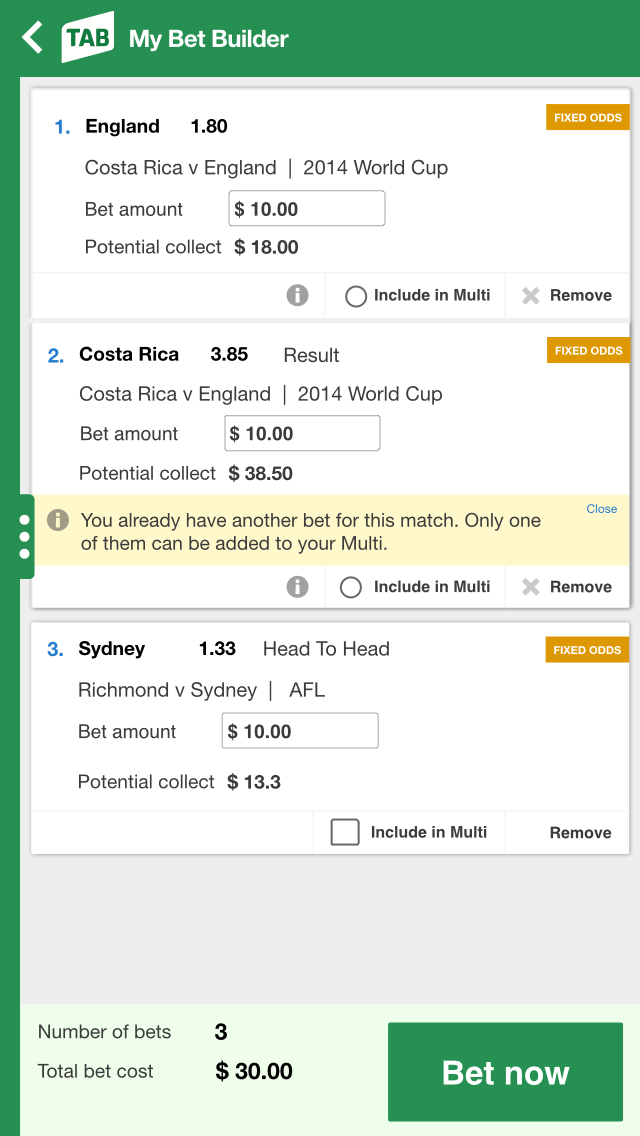 TAB My Bet Builder
1. England 1.80 FIXED ODDS
Costa Rica v England | 2014 World Cup
Bet amount $ 10.00
Potential collect $ 18.00
i Include in Multi Remove
2. Costa Rica 3.85 Result FIXED ODDS
Costa Rica v England | 2014 World Cup
Bet amount $ 10.00
Potential collect $ 38.50
i You already have another bet for this match. Only one Close
of them can be added to your Multi.
i Include in Multi Remove
3. Sydney 1.33 Head To Head FIXED ODDS
Richmond v Sydney | AFL
Bet amount $ 10.00
Potential collect $ 13.3
Include in Multi Remove
Number of bets 3
Total bet cost $ 30.00
Bet now